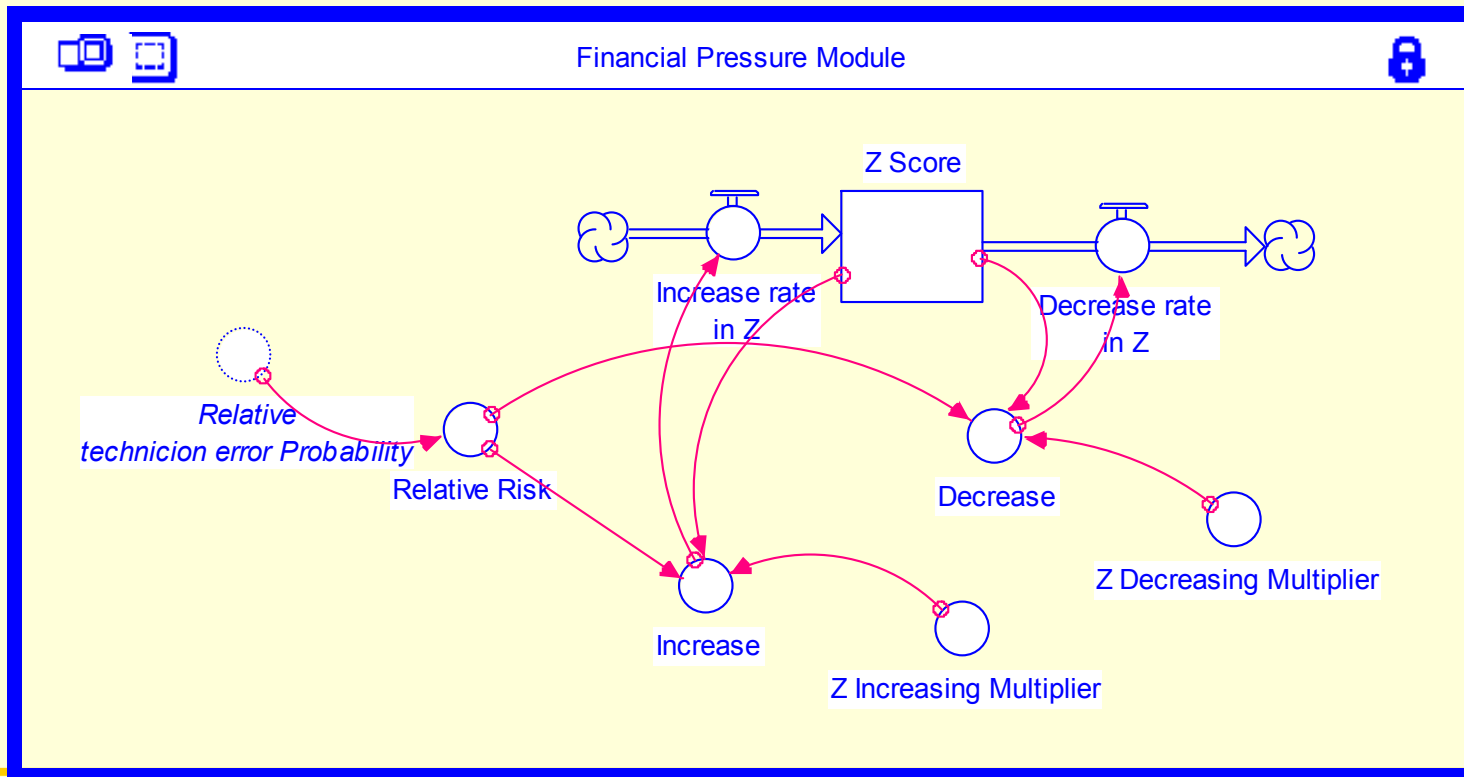 Financial Pressure Module
Z Score
Increase rate
in Z
Decrease rate
in Z
Relative
technicion error Probability
Relative Risk
Decrease
Z Decreasing Multiplier
Increase
Z Increasing Multiplier